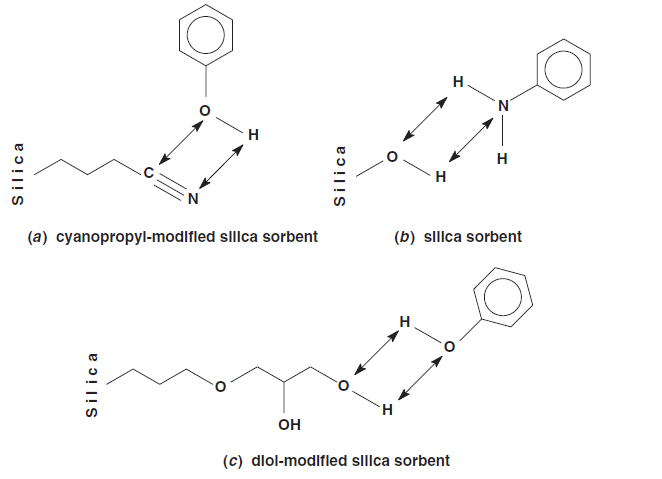 O
H
Silica
C
N
(a) cyanopropyl-modified silica sorbent
H
N
H
O
H
Silica
(b) silica sorbent
H
O
Silica
O
O
H
OH
(c) diol-modified silica sorbent